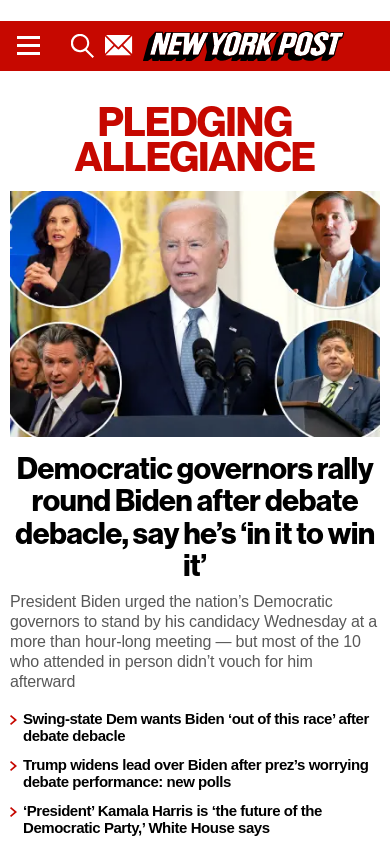 NEW YORK POST
PLEDGING
ALLEGIANCE
Democratic governors rally
round Biden after debate
debacle, say he’s ‘in it to win
it’
President Biden urged the nation’s Democratic
governors to stand by his candidacy Wednesday at a
more than hour-long meeting — but most of the 10
who attended in person didn’t vouch for him
afterward
Swing-state Dem wants Biden ‘out of this race’ after
debate debacle
Trump widens lead over Biden after prez’s worrying
debate performance: new polls
‘President’ Kamala Harris is ‘the future of the
Democratic Party,’ White House says